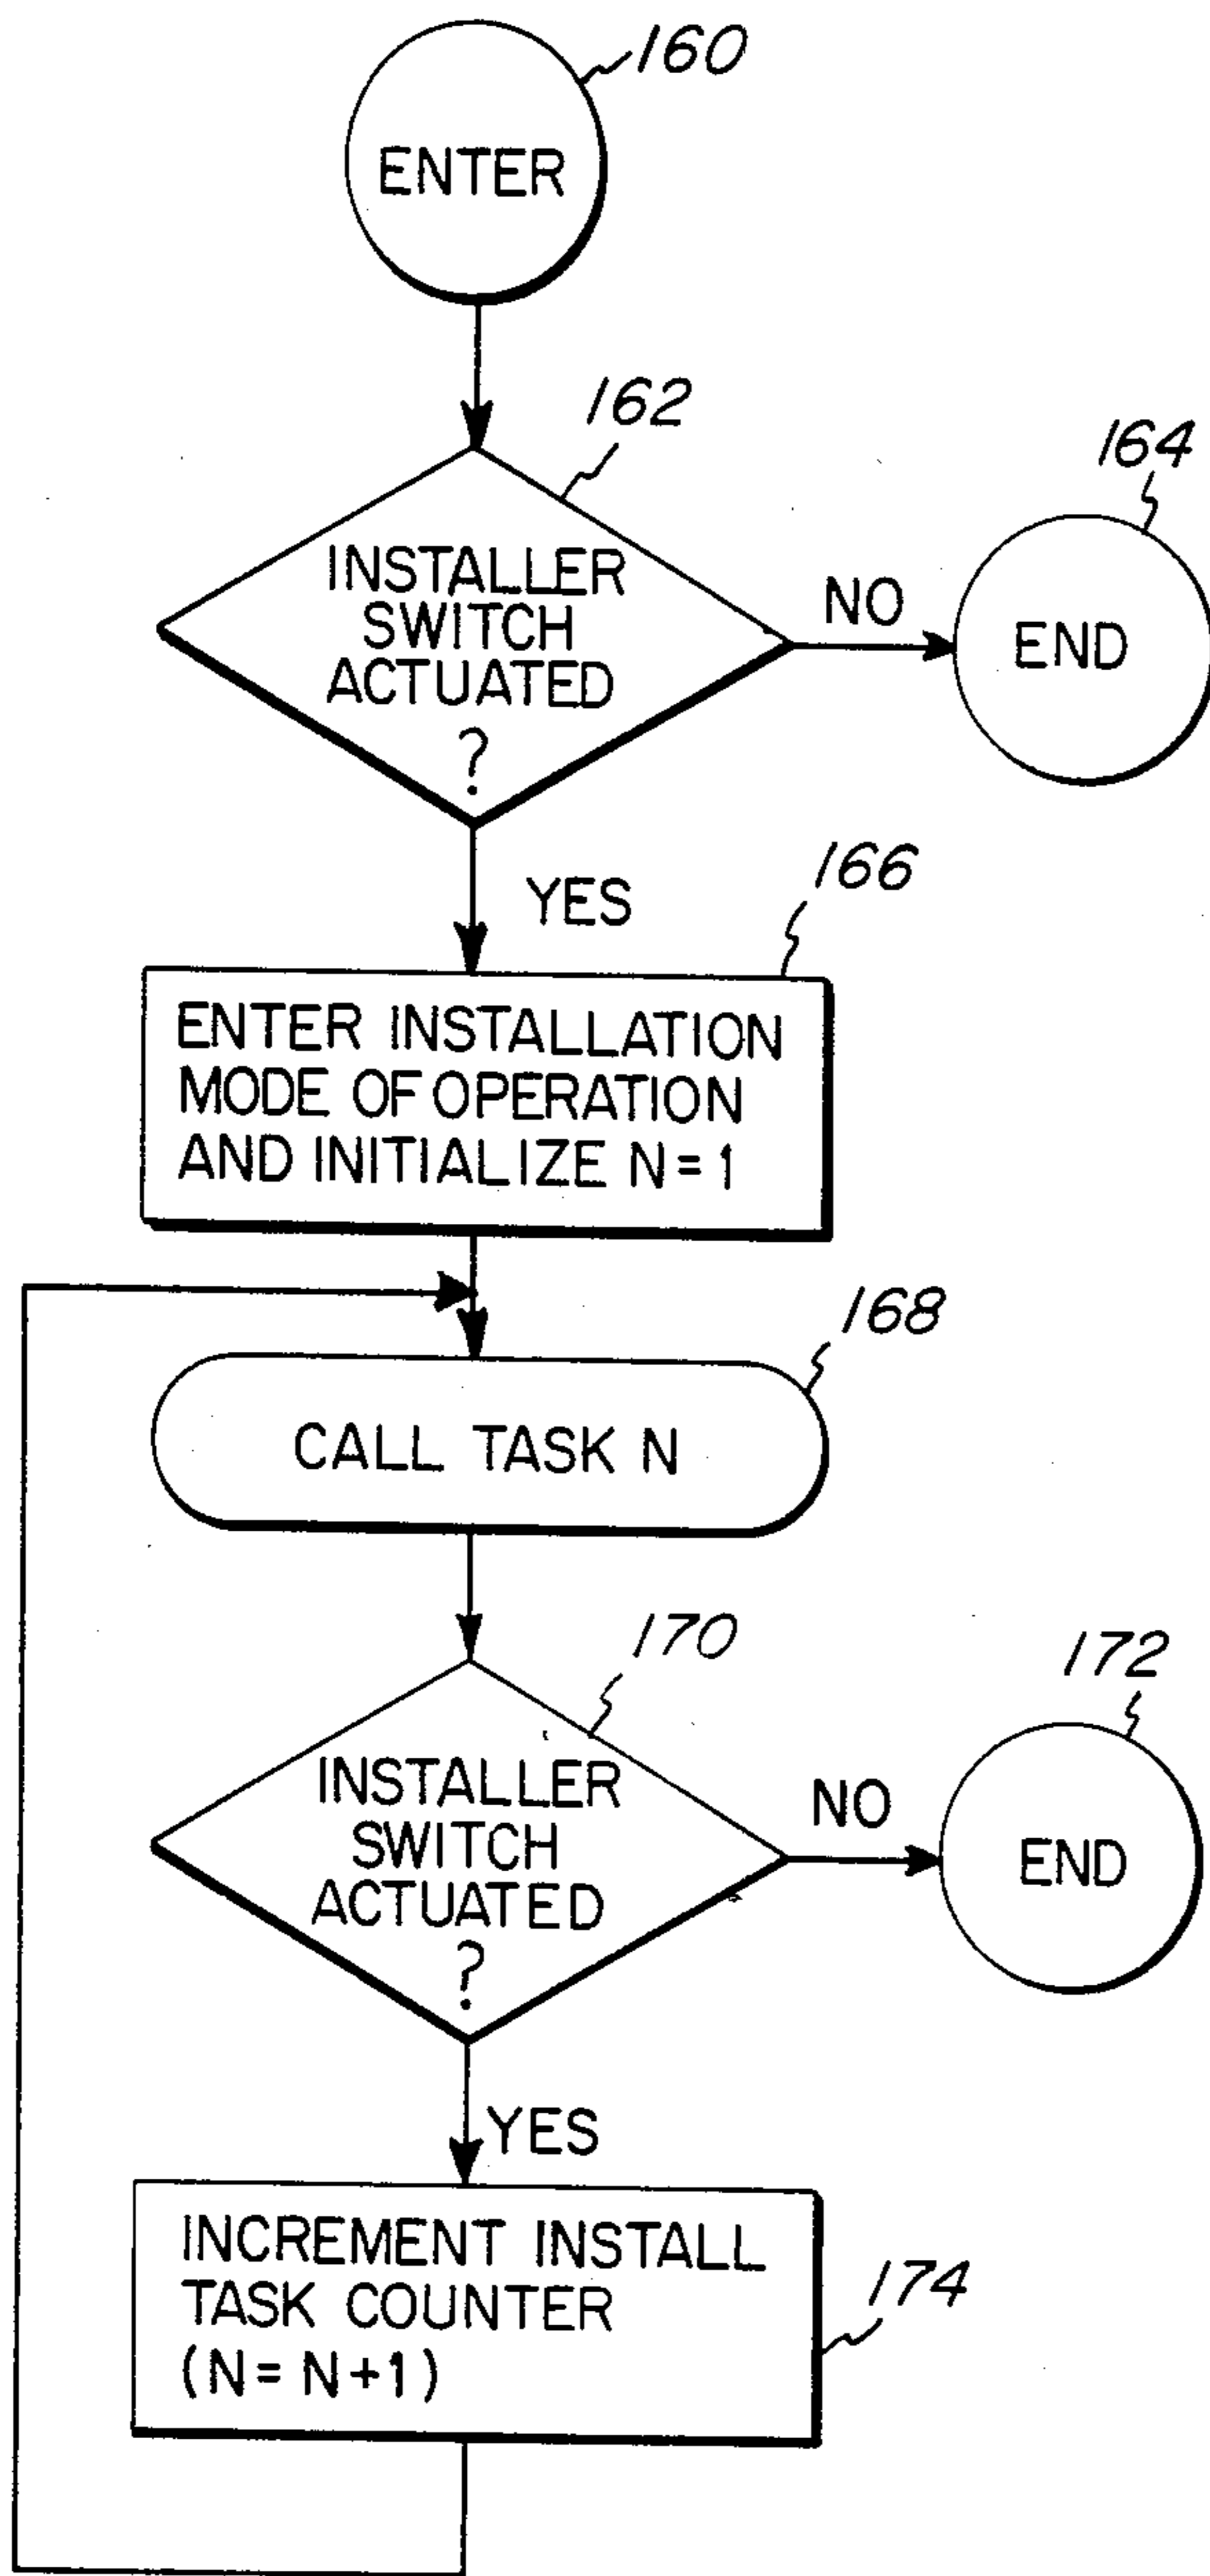 160
ENTER
162
164
INSTALLER
SWITCH
ACTUATED
?
NO
END
YES
166
ENTER INSTALLATION
MODE OF OPERATION
AND INITIALIZE N = 1
168
CALL TASK N
170
172
INSTALLER
SWITCH
ACTUATED
?
NO
END
YES
INCREMENT INSTALL
TASK COUNTER
(N = N+1)
174